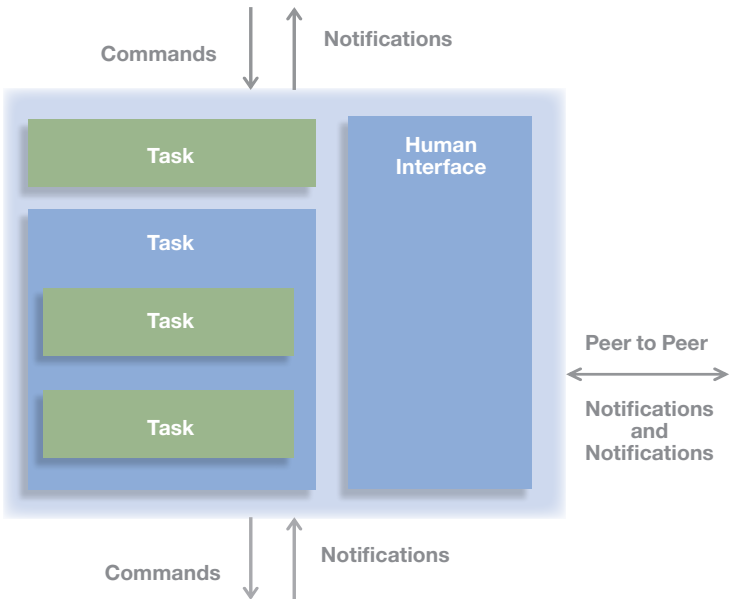 Notifications
Commands
Task
Human
Interface
Task
Task
Task
Peer to Peer
Notifications
and
Notifications
Notifications
Commands